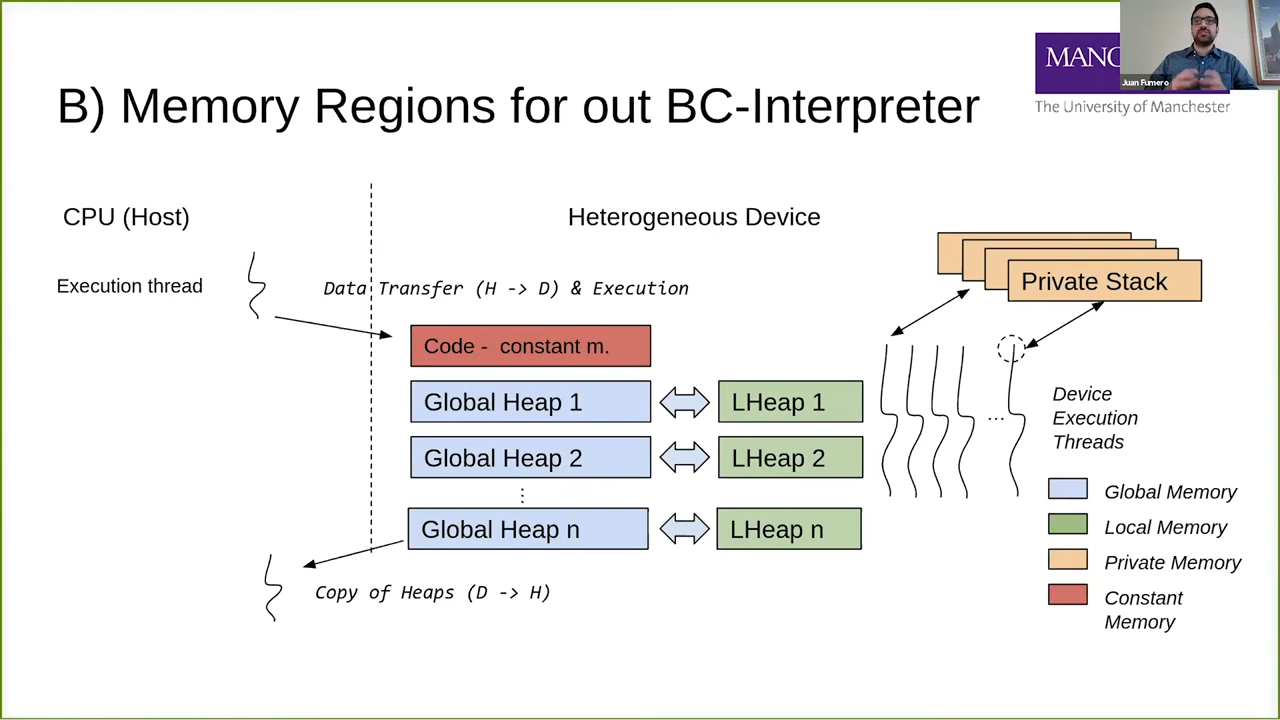 MANC
Juan Fumero
The University of Manchester
B) Memory Regions for out BC-Interpreter
CPU (Host)
Heterogeneous Device
Execution thread
Data Transfer (H -> D) & Execution
Private Stack
Code - constant m.
Global Heap 1
LHeap 1
Global Heap 2
LHeap 2
⋮
Global Heap n
LHeap n
...
Device
Execution
Threads
Copy of Heaps (D -> H)
Global Memory
Local Memory
Private Memory
Constant
Memory